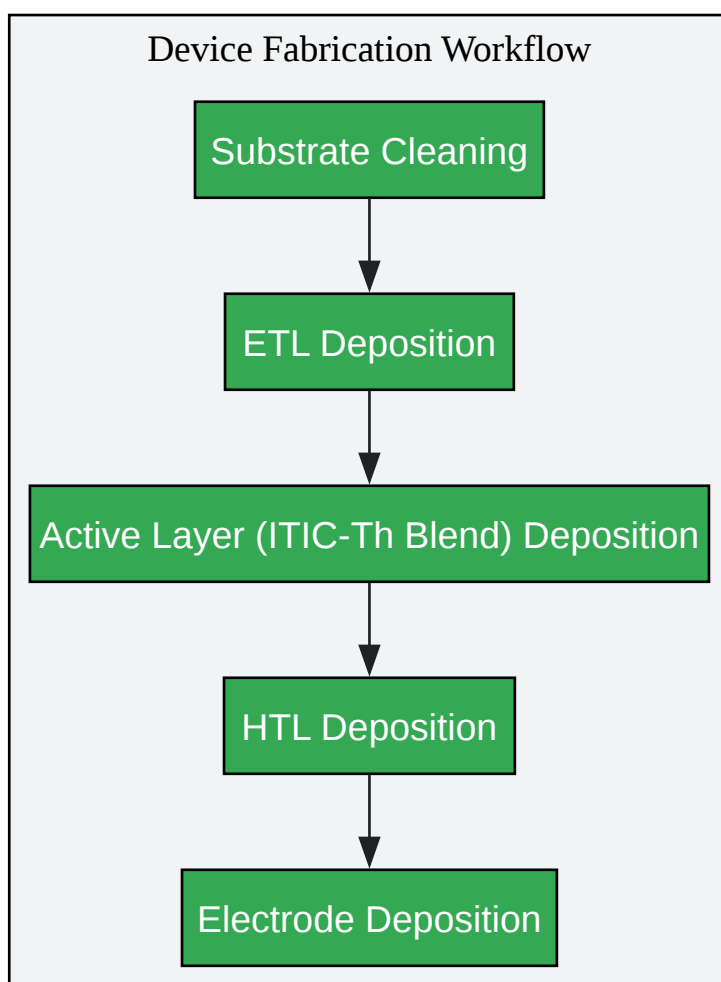 Device Fabrication Workflow
Substrate Cleaning
ETL Deposition
Active Layer (ITIC-Th Blend) Deposition
HTL Deposition
Electrode Deposition